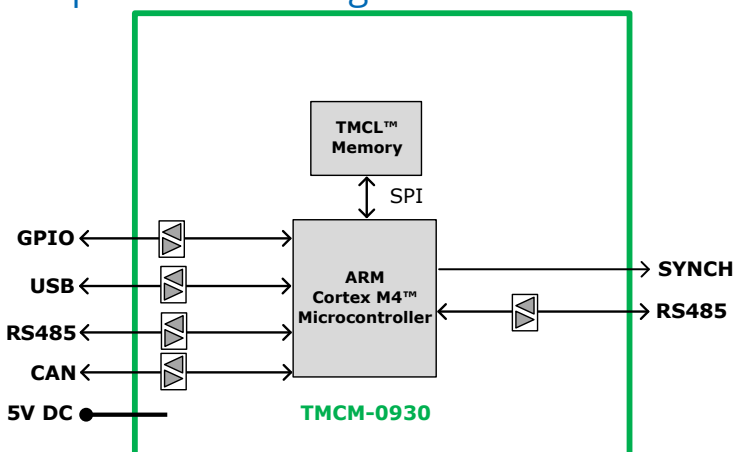 TMCL™
Memory
SPI
GPIO
USB
RS485
CAN
5V DC
ARM
Cortex M4™
Microcontroller
SYNCH
RS485
TMCM-0930